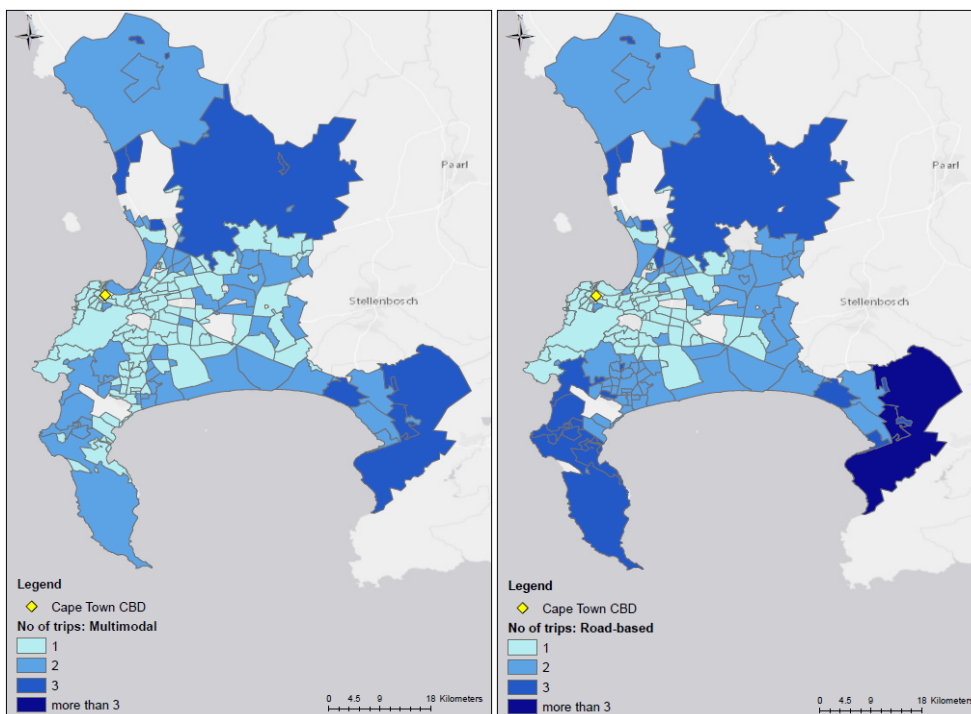 N
Paarl
Stellenbosch
Legend
Cape Town CBD
No of trips: Multimodal
1
2
3
more than 3
0 4.5 9 18 Kilometers
N
Paarl
Stellenbosch
Legend
Cape Town CBD
No of trips: Road-based
1
2
3
more than 3
0 4.5 9 18 Kilometers